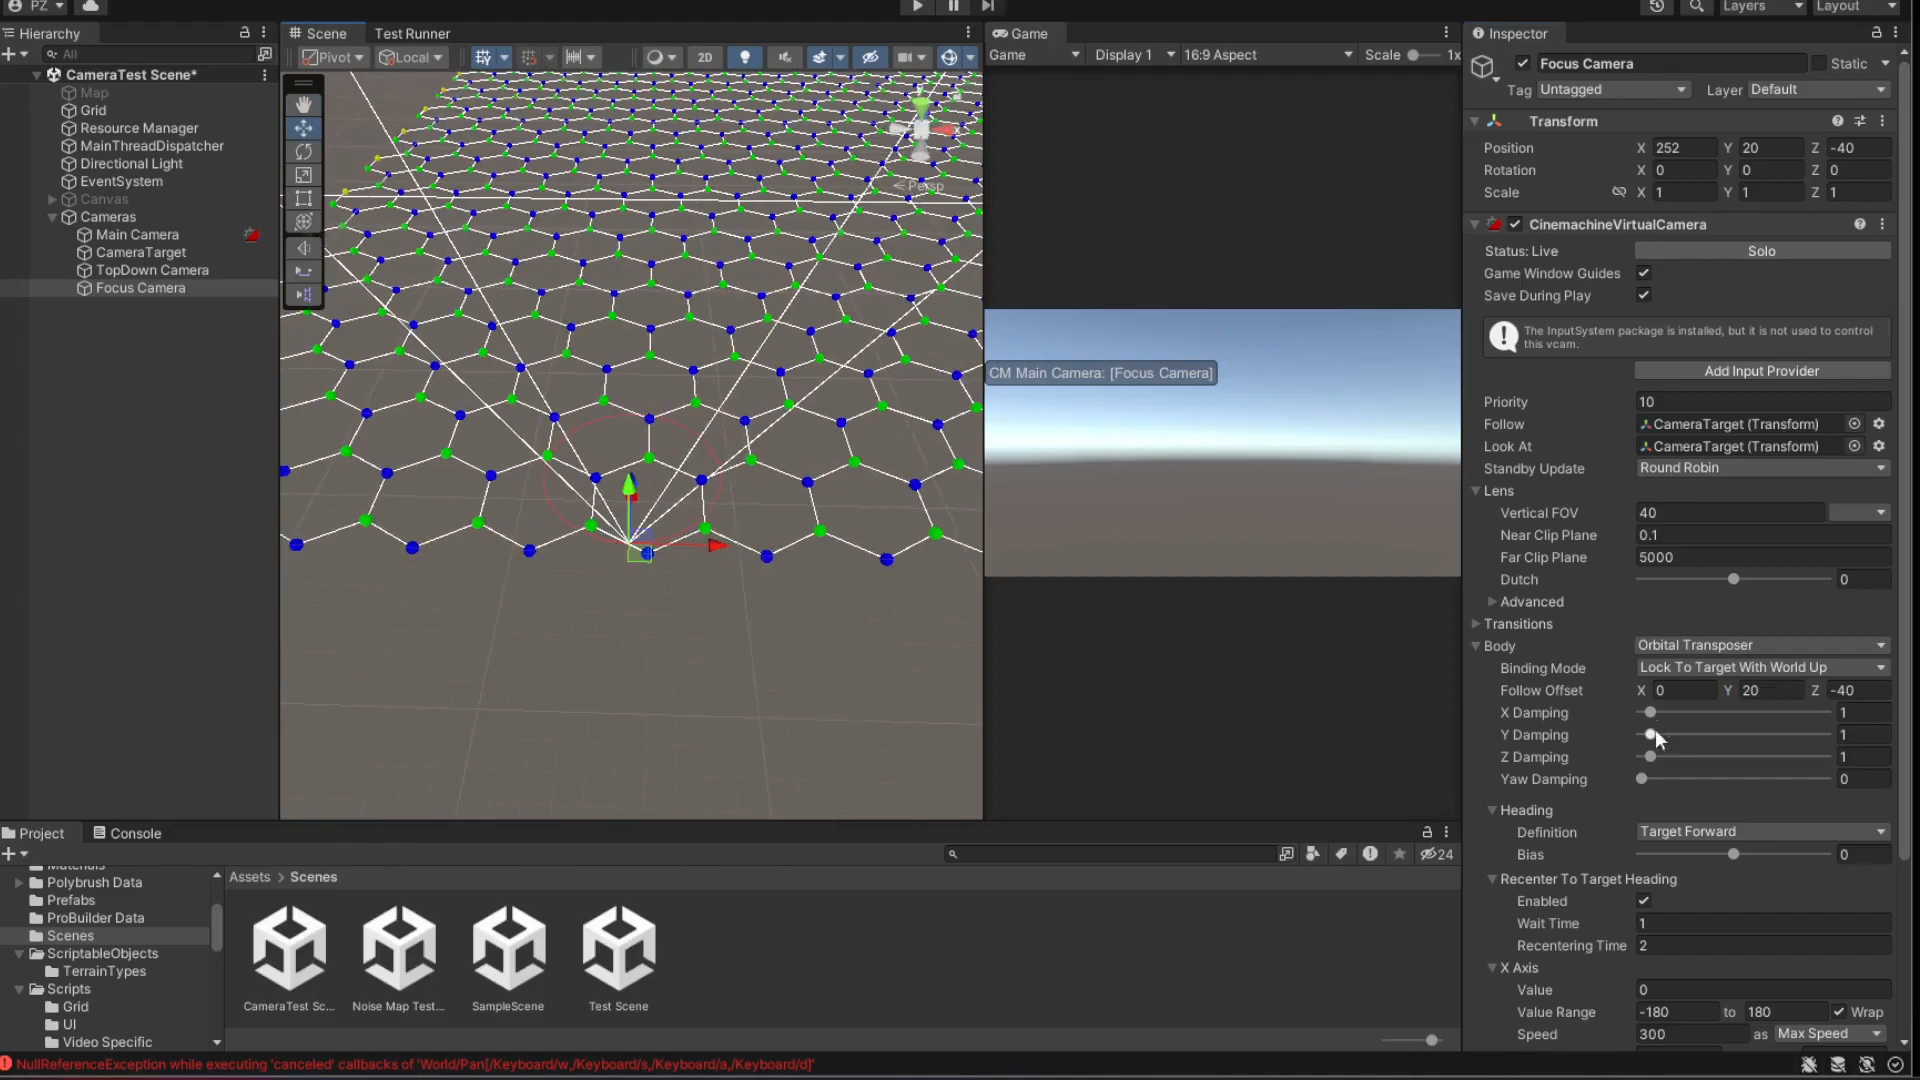 PZ
Layers
Layout
Hierarchy
All
CameraTest Scene*
Map
Grid
Resource Manager
MainThreadDispatcher
Directional Light
EventSystem
Canvas
Cameras
Main Camera
CameraTarget
TopDown Camera
Focus Camera
Scene
Test Runner
Pivot
Local
2D
Persp
Game
Game
Display 1
16:9 Aspect
Scale
1x
CM Main Camera: [Focus Camera]
Inspector
Focus Camera
Static
Tag Untagged
Layer Default
Transform
Position X 252 Y 20 Z -40
Rotation X 0 Y 0 Z 0
Scale X 1 Y 1 Z 1
CinemachineVirtualCamera
Status: Live Solo
Game Window Guides
Save During Play
The InputSystem package is installed, but it is not used to control
this vcam.
Add Input Provider
Priority 10
Follow CameraTarget (Transform)
Look At CameraTarget (Transform)
Standby Update Round Robin
Lens
Vertical FOV 40
Near Clip Plane 0.1
Far Clip Plane 5000
Dutch 0
Advanced
Transitions
Body Orbital Transposer
Binding Mode Lock To Target With World Up
Follow Offset X 0 Y 20 Z -40
X Damping 1
Y Damping 1
Z Damping 1
Yaw Damping 0
Heading
Definition Target Forward
Bias 0
Recenter To Target Heading
Enabled
Wait Time 1
Recentering Time 2
X Axis
Value 0
Value Range -180 to 180 Wrap
Speed 300 as Max Speed
Project
Console
24
Materials
Polybrush Data
Prefabs
ProBuilder Data
Scenes
ScriptableObjects
TerrainTypes
Scripts
Grid
UI
Video Specific
Assets > Scenes
CameraTest Sc...
Noise Map Test...
SampleScene
Test Scene
NullReferenceException while executing 'canceled' callbacks of 'World/Pan[/Keyboard/w,/Keyboard/s,/Keyboard/a,/Keyboard/d]'